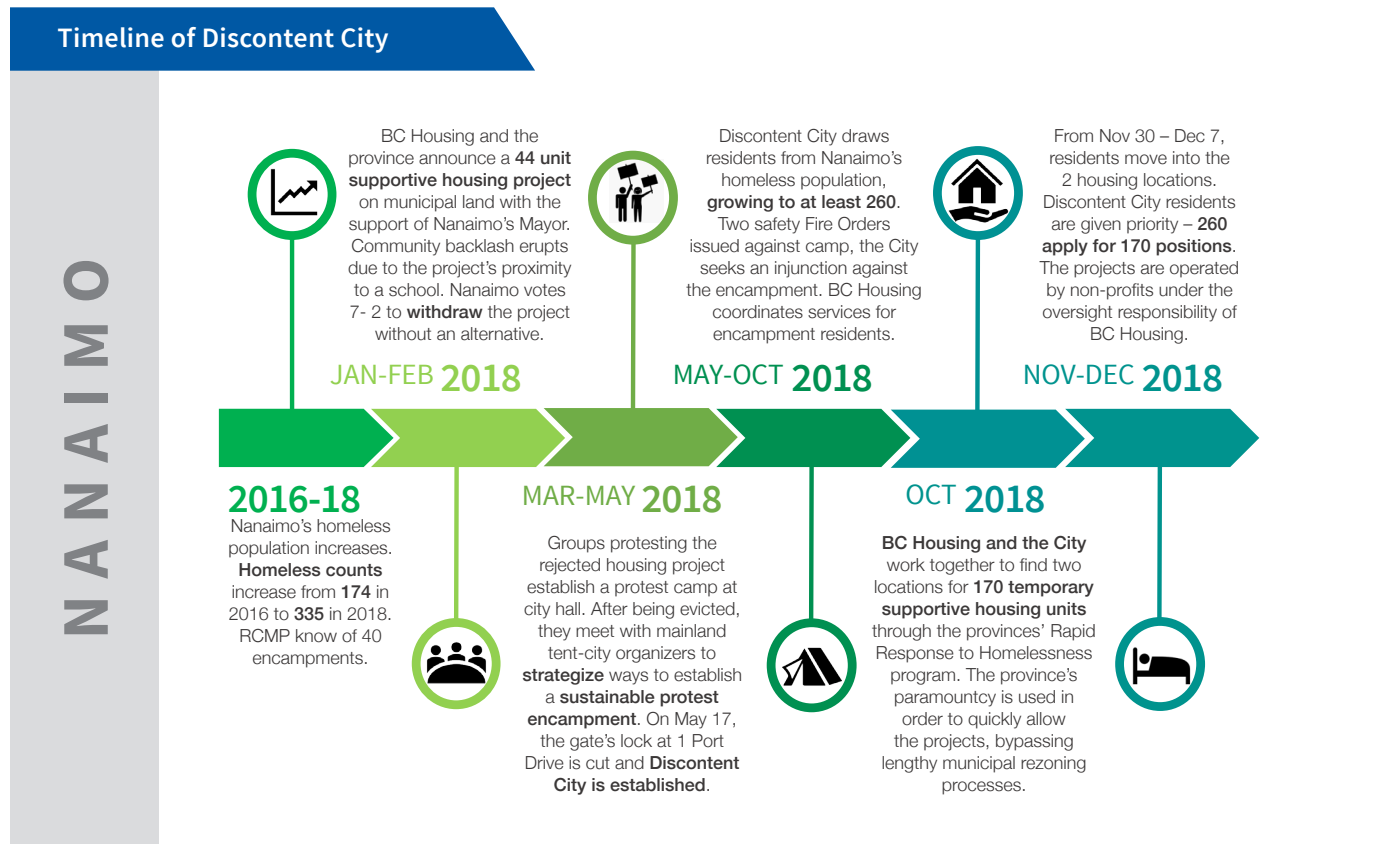 Timeline of Discontent City
NANAIMO
2016-18
Nanaimo's homeless
population increases.
Homeless counts
increase from 174 in
2016 to 335 in 2018.
RCMP know of 40
encampments.
BC Housing and the
province announce a 44 unit
supportive housing project
on municipal land with the
support of Nanaimo's Mayor.
Community backlash erupts
due to the project's proximity
to a school. Nanaimo votes
7- 2 to withdraw the project
without an alternative.
JAN-FEB 2018
MAR-MAY 2018
Groups protesting the
rejected housing project
establish a protest camp at
city hall. After being evicted,
they meet with mainland
tent-city organizers to
strategize ways to establish
a sustainable protest
encampment. On May 17,
the gate's lock at 1 Port
Drive is cut and Discontent
City is established.
Discontent City draws
residents from Nanaimo's
homeless population,
growing to at least 260.
Two safety Fire Orders
issued against camp, the City
seeks an injunction against
the encampment. BC Housing
coordinates services for
encampment residents.
MAY-OCT 2018
OCT 2018
BC Housing and the City
work together to find two
locations for 170 temporary
supportive housing units
through the provinces' Rapid
Response to Homelessness
program. The province's
paramountcy is used in
order to quickly allow
the projects, bypassing
lengthy municipal rezoning
processes.
From Nov 30 – Dec 7,
residents move into the
2 housing locations.
Discontent City residents
are given priority – 260
apply for 170 positions.
The projects are operated
by non-profits under the
oversight responsibility of
BC Housing.
NOV-DEC 2018